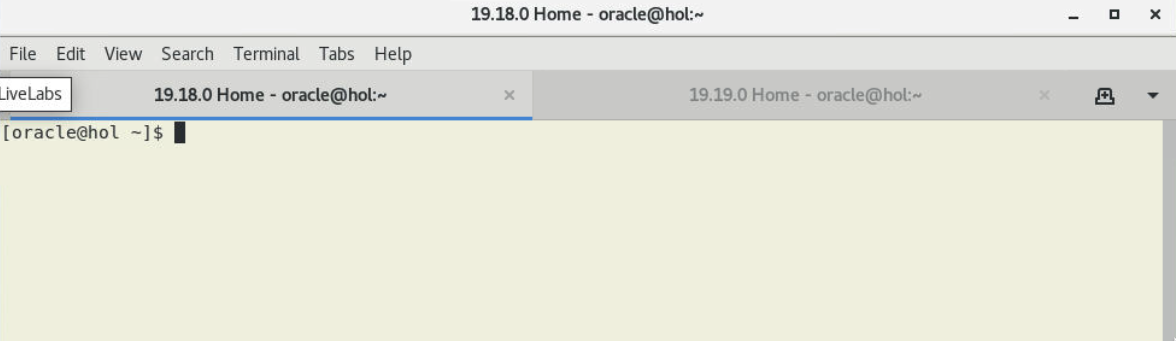 19.18.0 Home - oracle@hol:~
File Edit View Search Terminal Tabs Help
LiveLabs
19.18.0 Home - oracle@hol:~ 19.19.0 Home - oracle@hol:~
[oracle@hol ~]$